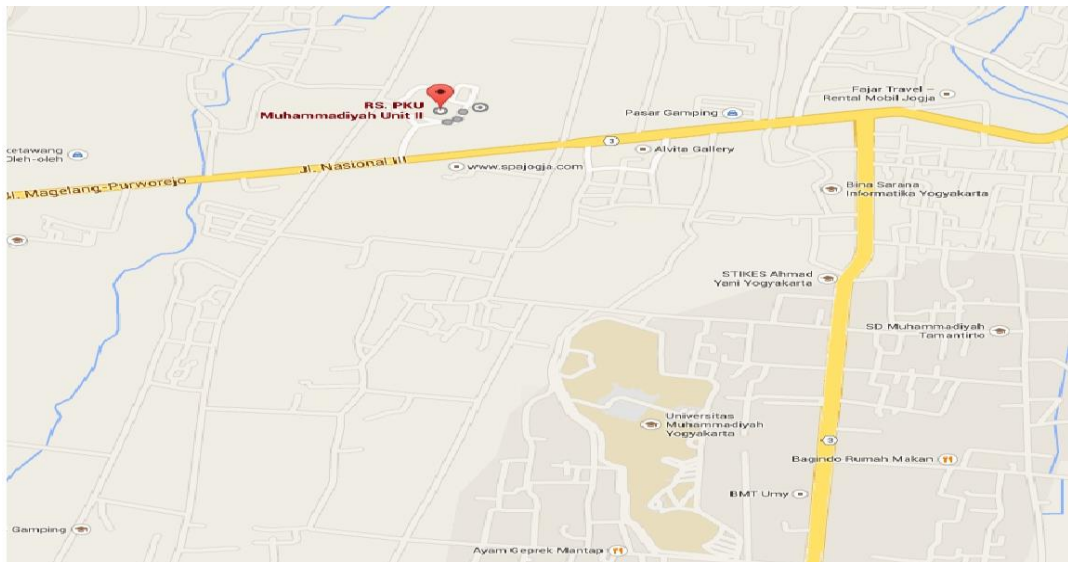 Fajar Travel –
Rental Mobil Jogja
RS. PKU
Muhammadiyah Unit II
Pasar Gamping
3
Alvita Gallery
ketawang
Oleh-oleh
Jl. Nasional III
www.spajogja.com
Jl. Magelang-Purworejo
Bina Sarana
Informatika Yogyakarta
STIKES Ahmad
Yani Yogyakarta
SD Muhammadiyah
Tamantirto
Universitas
Muhammadiyah
Yogyakarta
3
Bagindo Rumah Makan
BMT Umy
Gamping
Ayam Geprek Mantap